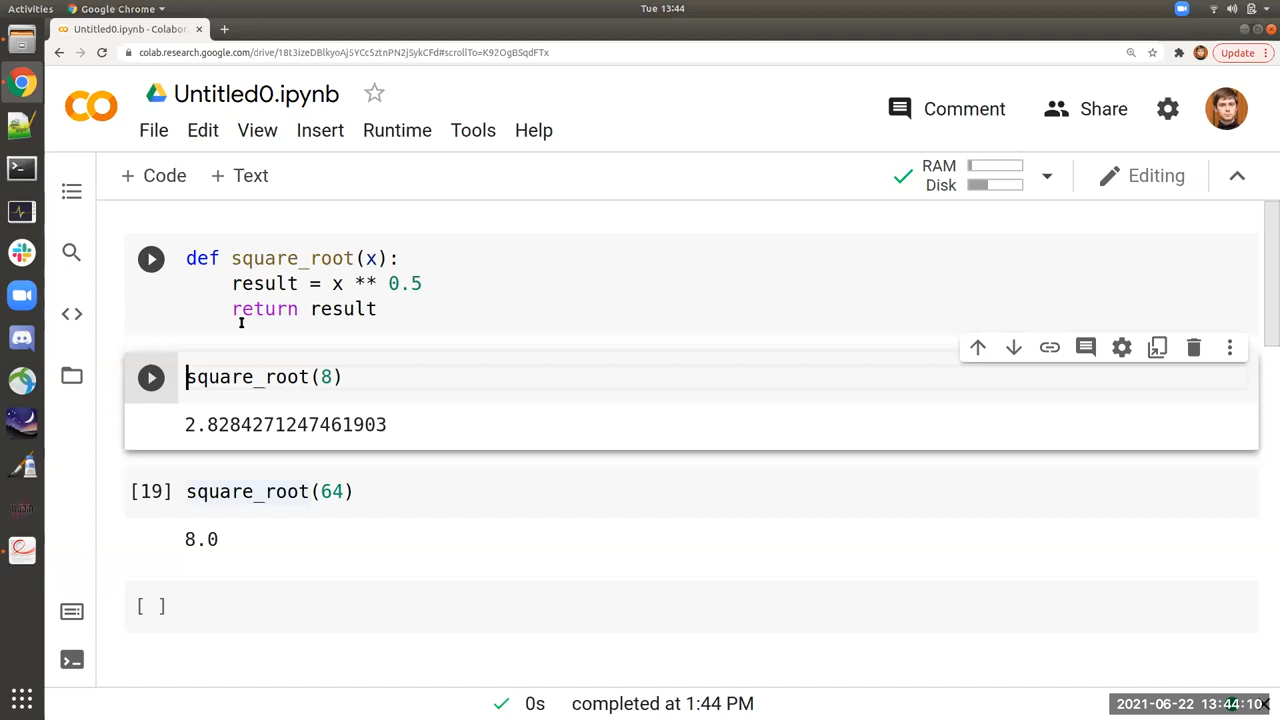 Activities
Google Chrome
Tue 13:44
Untitled0.ipynb - Colabor
colab.research.google.com/drive/18t3izeDBlkyoAj5YCc5ztnPN2jSykCFd#scrollTo=K92OgBSqdFTx
Update
Untitled0.ipynb
Comment
Share
File Edit View Insert Runtime Tools Help
+ Code + Text
RAM
Disk
Editing
def square_root(x):
    result = x ** 0.5
    return result
square_root(8)
2.8284271247461903
[19] square_root(64)
8.0
[ ]
0s completed at 1:44 PM
2021-06-22 13:44:10